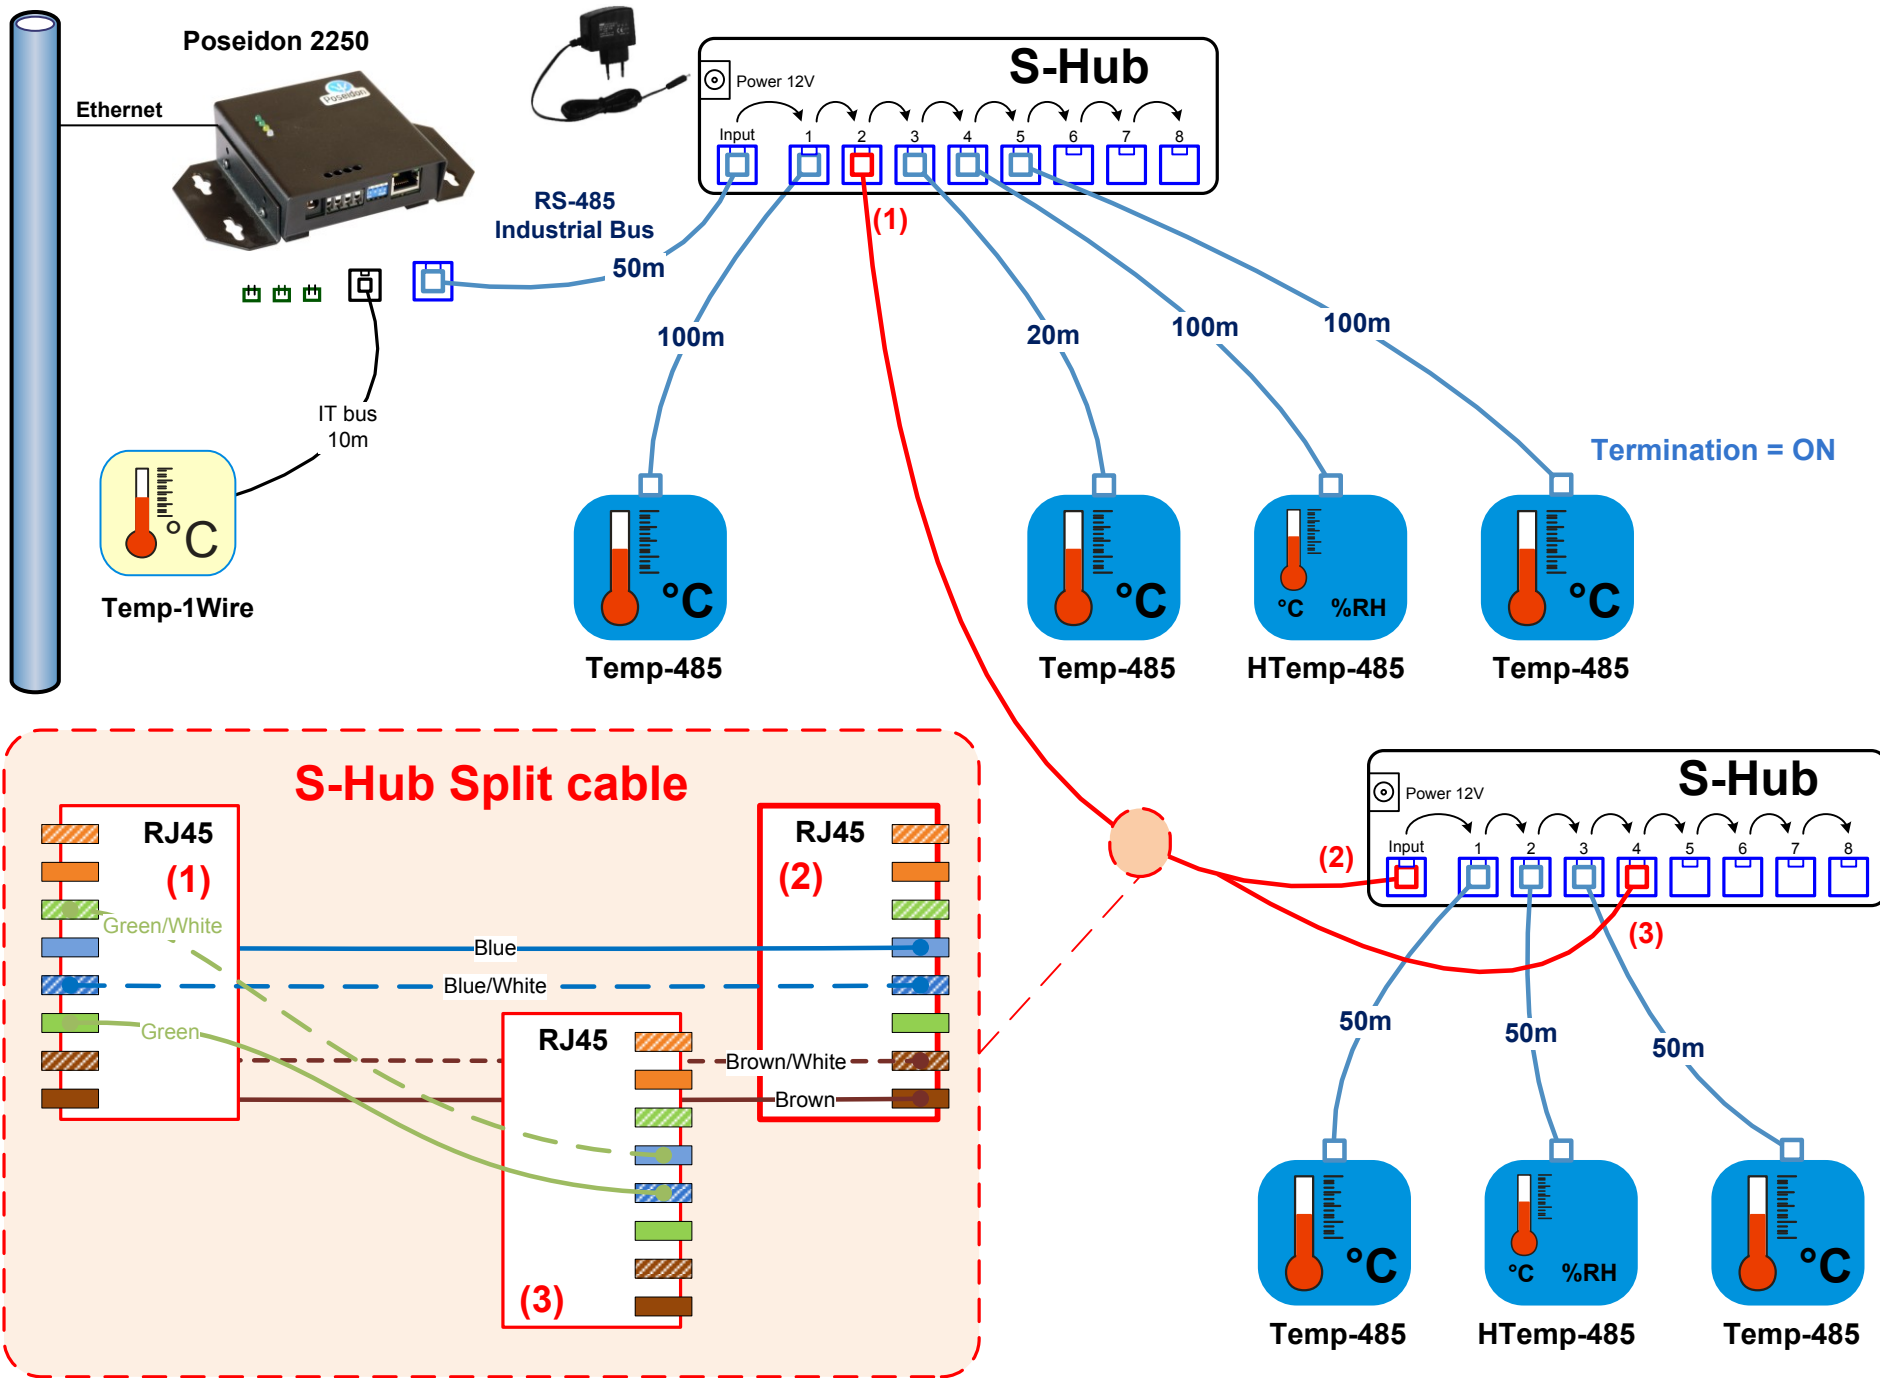 Poseidon 2250
Ethernet
Poseidon
RS-485
Industrial Bus
50m
IT bus
10m
°C
Temp-1Wire
S-Hub
Power 12V
Input
1
2
3
4
5
6
7
8
(1)
100m
20m
100m
100m
Termination = ON
°C
Temp-485
°C
Temp-485
°C %RH
HTemp-485
°C
Temp-485
S-Hub Split cable
RJ45
(1)
RJ45
(2)
Green/White
Blue
Blue/White
Green
RJ45
Brown/White
Brown
(3)
S-Hub
Power 12V
Input
1
2
3
4
5
6
7
8
(2)
(3)
50m
50m
50m
°C
Temp-485
°C %RH
HTemp-485
°C
Temp-485